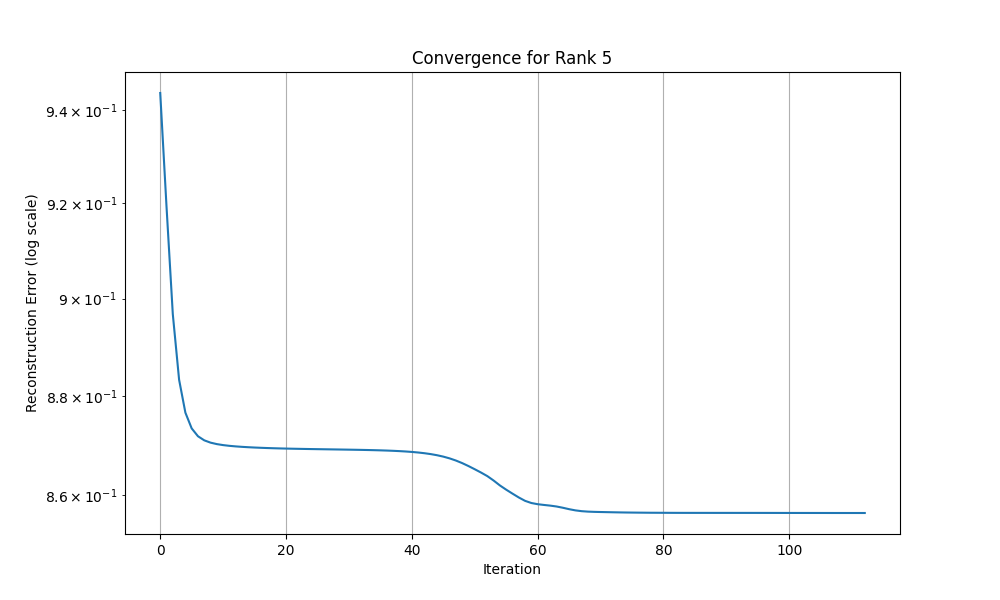 Convergence for Rank 5
Reconstruction Error (log scale)
9.4 × 10⁻¹
9.2 × 10⁻¹
9 × 10⁻¹
8.8 × 10⁻¹
8.6 × 10⁻¹
0 20 40 60 80 100
Iteration